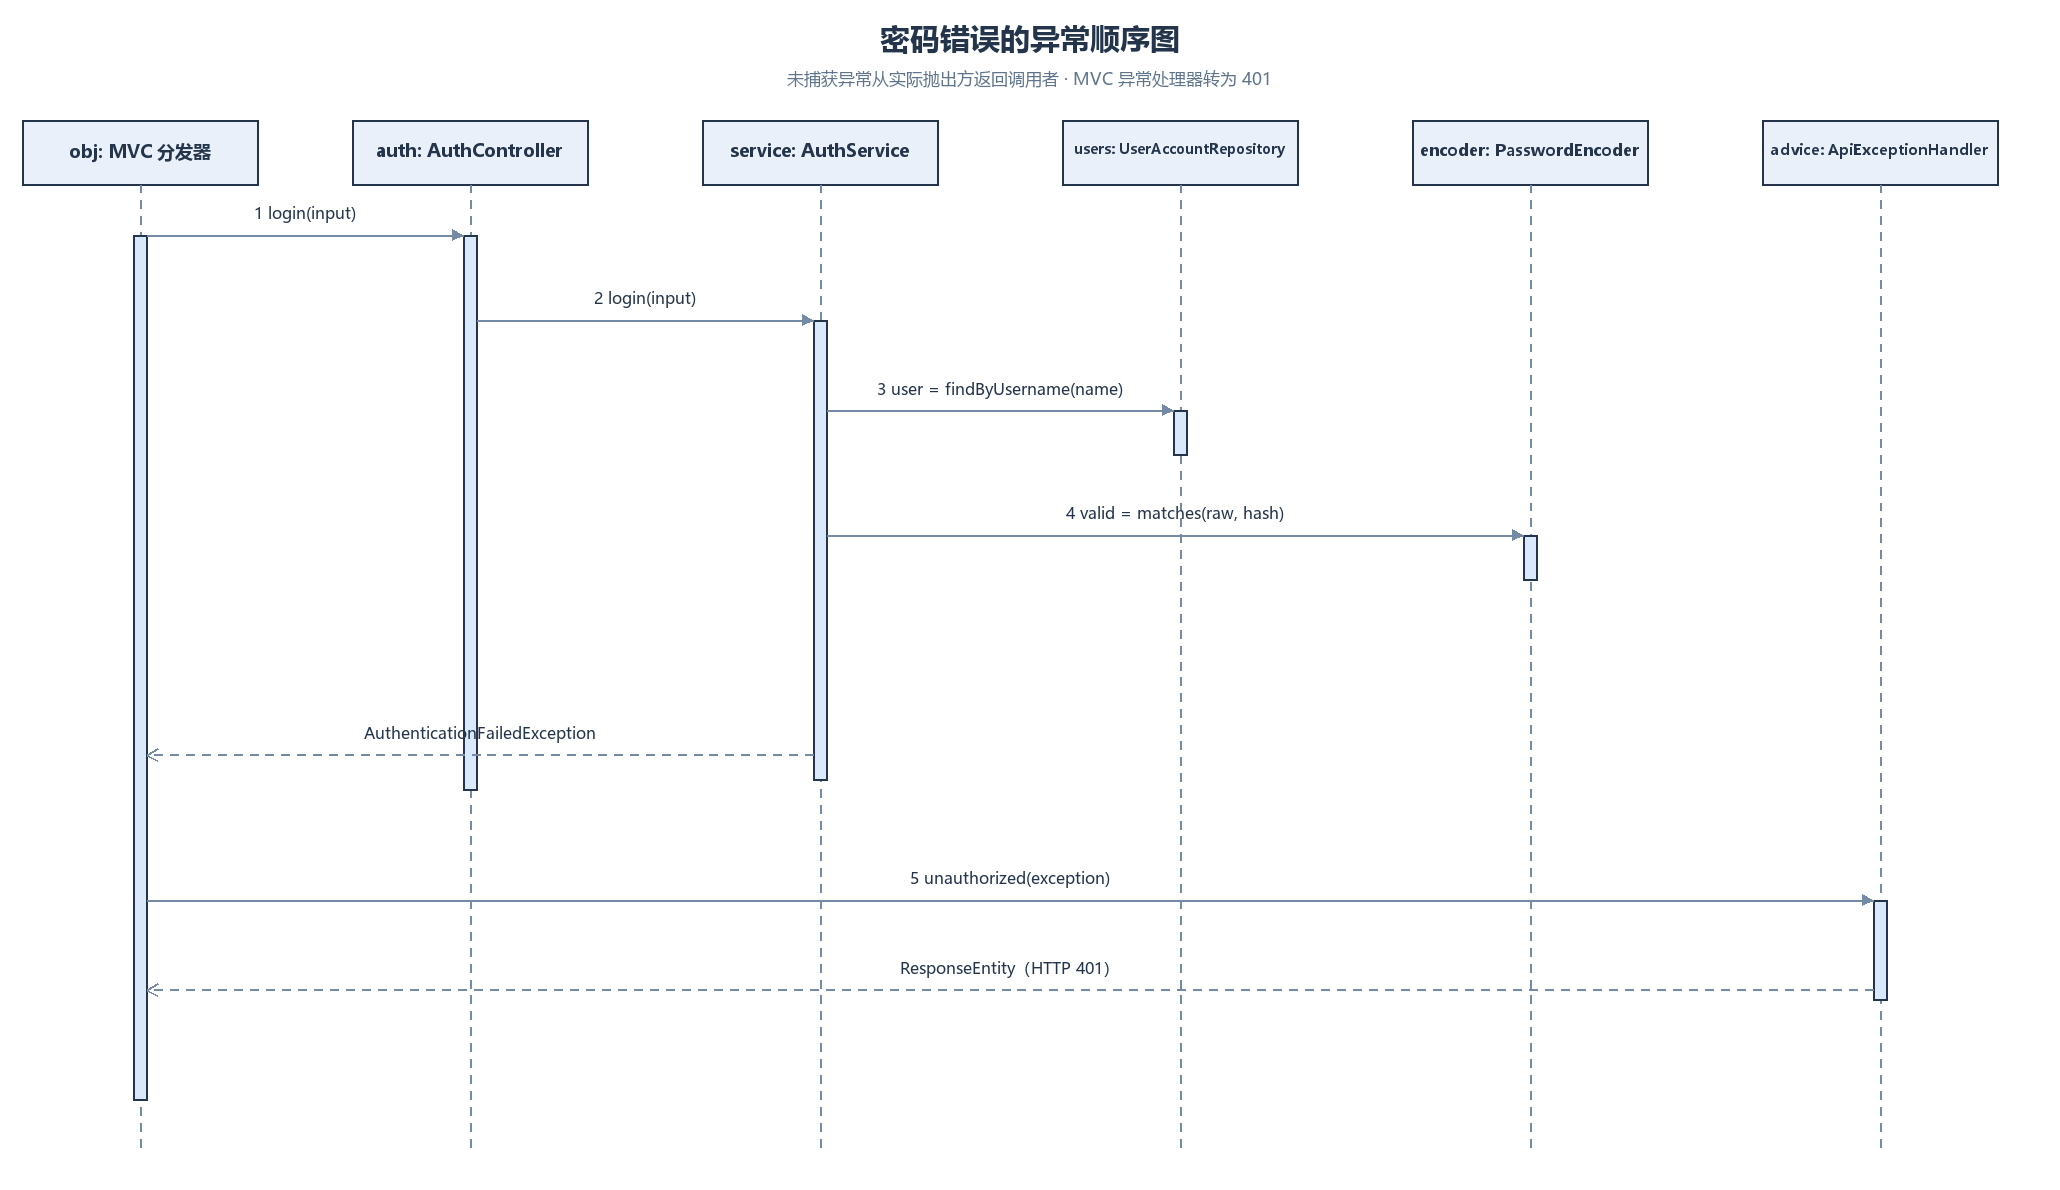 密码错误的异常顺序图
未捕获异常从实际抛出方返回调用者 · MVC 异常处理器转为 401
obj: MVC 分发器
auth: AuthController
service: AuthService
users: UserAccountRepository
encoder: PasswordEncoder
advice: ApiExceptionHandler
1 login(input)
2 login(input)
3 user = findByUsername(name)
4 valid = matches(raw, hash)
AuthenticationFailedException
5 unauthorized(exception)
ResponseEntity（HTTP 401）